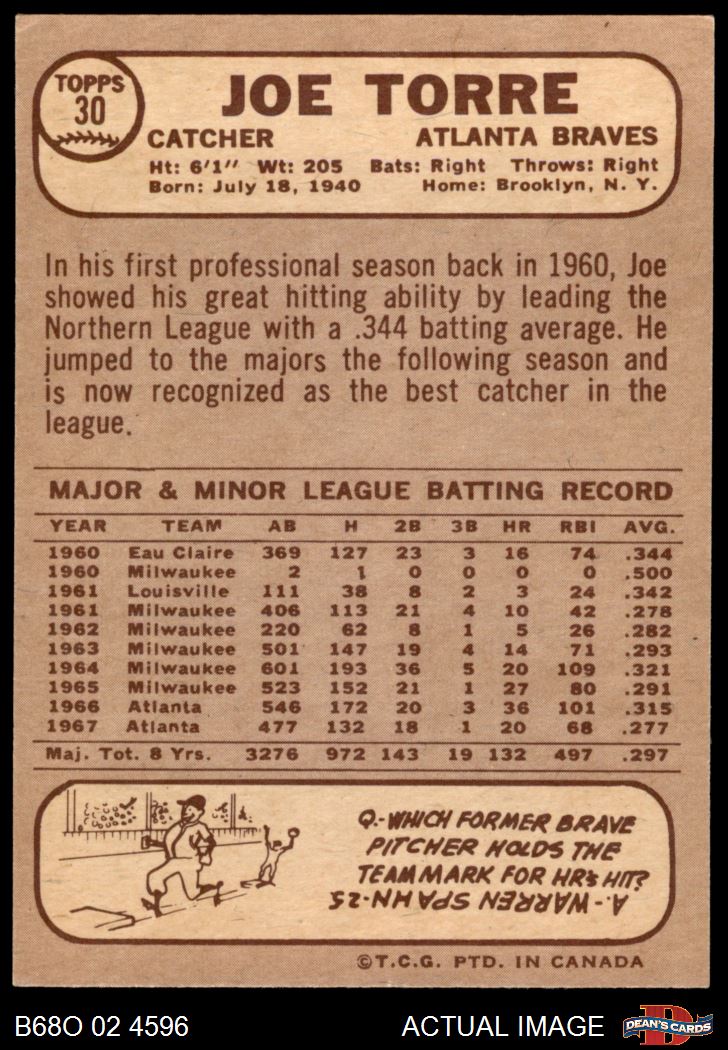 TOPPS
30
JOE TORRE
CATCHER ATLANTA BRAVES
Ht: 6'1'' Wt: 205 Bats: Right Throws: Right
Born: July 18, 1940 Home: Brooklyn, N. Y.
In his first professional season back in 1960, Joe
showed his great hitting ability by leading the
Northern League with a .344 batting average. He
jumped to the majors the following season and
is now recognized as the best catcher in the
league.
MAJOR & MINOR LEAGUE BATTING RECORD
YEAR TEAM AB H 2B 3B HR RBI AVG.
1960 Eau Claire 369 127 23 3 16 74 .344
1960 Milwaukee 2 1 0 0 0 0 .500
1961 Louisville 111 38 8 2 3 24 .342
1961 Milwaukee 406 113 21 4 10 42 .278
1962 Milwaukee 220 62 8 1 5 26 .282
1963 Milwaukee 501 147 19 4 14 71 .293
1964 Milwaukee 601 193 36 5 20 109 .321
1965 Milwaukee 523 152 21 1 27 80 .291
1966 Atlanta 546 172 20 3 36 101 .315
1967 Atlanta 477 132 18 1 20 68 .277
Maj. Tot. 8 Yrs. 3276 972 143 19 132 497 .297
Q.-WHICH FORMER BRAVE
PITCHER HOLDS THE
TEAM MARK FOR HR's HIT?
A.-WARREN SPAHN-25
©T.C.G. PTD. IN CANADA
B68O 02 4596 ACTUAL IMAGE
D
DEAN'S CARDS